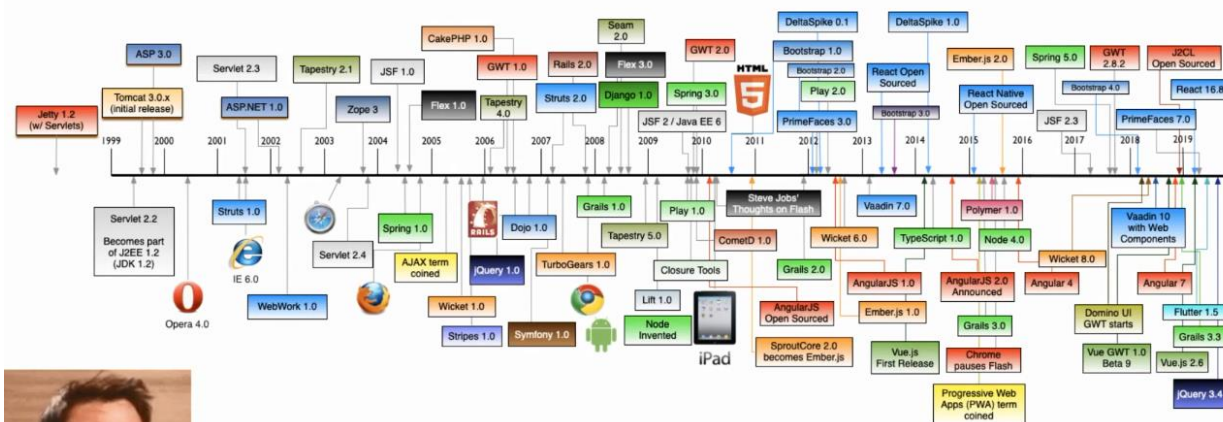 DeltaSpike 0.1
DeltaSpike 1.0
Seam
2.0
CakePHP 1.0
GWT 2.0
HTML
5
Bootstrap 1.0
Spring 5.0
GWT
2.8.2
J2CL
Open Sourced
ASP 3.0
Servlet 2.3
Tapestry 2.1
JSF 1.0
GWT 1.0
Rails 2.0
Flex 3.0
Bootstrap 2.0
React Open
Sourced
Ember.js 2.0
Bootstrap 4.0
React 16.8
Tomcat 3.0.x
(initial release)
ASP.NET 1.0
Zope 3
Flex 1.0
Tapestry
4.0
Struts 2.0
Django 1.0
Spring 3.0
Play 2.0
React Native
Open Sourced
Jetty 1.2
(w/ Servlets)
JSF 2 / Java EE 6
PrimeFaces 3.0
Bootstrap 3.0
JSF 2.3
PrimeFaces 7.0
1999
2000
2001
2002
2003
2004
2005
2006
2007
2008
2009
2010
2011
2012
2013
2014
2015
2016
2017
2018
2019
Servlet 2.2
Becomes part
of J2EE 1.2
(JDK 1.2)
Struts 1.0
Spring 1.0
RAILS
Dojo 1.0
Grails 1.0
Play 1.0
Steve Jobs'
Thoughts on Flash
Vaadin 7.0
Polymer 1.0
Vaadin 10
with Web
Components
IE 6.0
Servlet 2.4
AJAX term
coined
jQuery 1.0
TurboGears 1.0
Tapestry 5.0
CometD 1.0
Wicket 6.0
TypeScript 1.0
Node 4.0
Wicket 8.0
Opera 4.0
WebWork 1.0
Wicket 1.0
Stripes 1.0
Symfony 1.0
Closure Tools
Lift 1.0
Node
Invented
iPad
Grails 2.0
AngularJS
Open Sourced
SproutCore 2.0
becomes Ember.js
AngularJS 1.0
Ember.js 1.0
Vue.js
First Release
AngularJS 2.0
Announced
Angular 4
Grails 3.0
Chrome
pauses Flash
Progressive Web
Apps (PWA) term
coined
Angular 7
Domino UI
GWT starts
Flutter 1.5
Grails 3.3
Vue GWT 1.0
Beta 9
Vue.js 2.6
jQuery 3.4